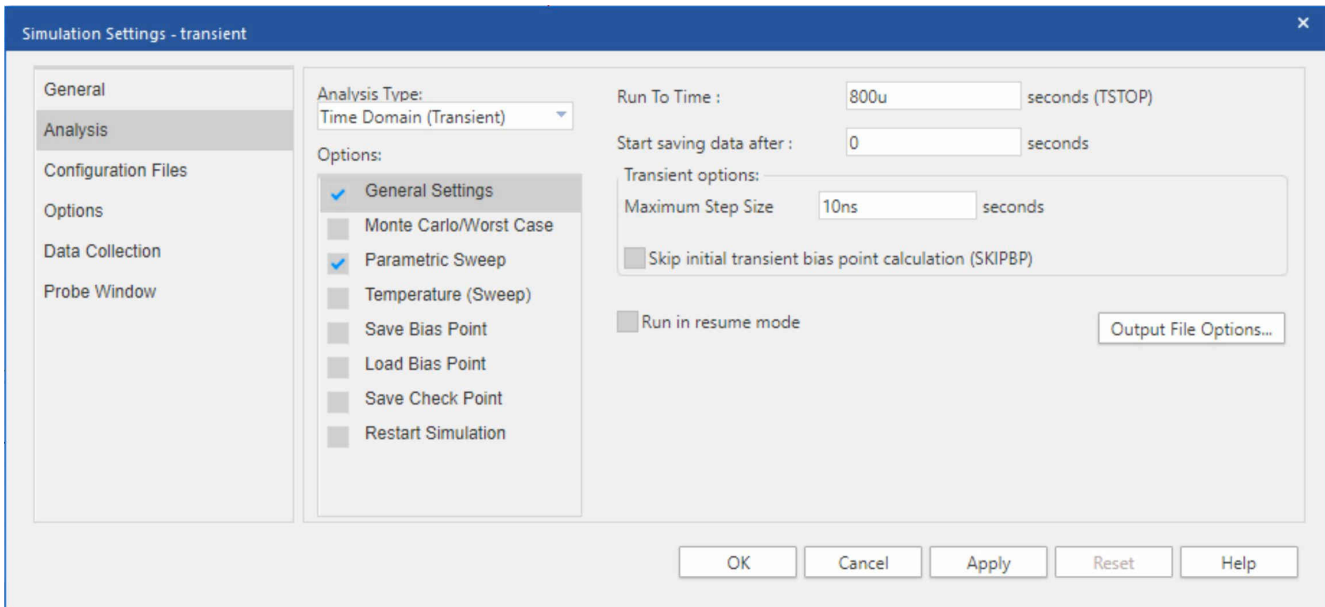 Simulation Settings - transient
×
General
Analysis
Configuration Files
Options
Data Collection
Probe Window
Analysis Type:
Time Domain (Transient)
Options:
General Settings
Monte Carlo/Worst Case
Parametric Sweep
Temperature (Sweep)
Save Bias Point
Load Bias Point
Save Check Point
Restart Simulation
Run To Time : 800u seconds (TSTOP)
Start saving data after : 0 seconds
Transient options:
Maximum Step Size 10ns seconds
Skip initial transient bias point calculation (SKIPBP)
Run in resume mode
Output File Options...
OK Cancel Apply Reset Help